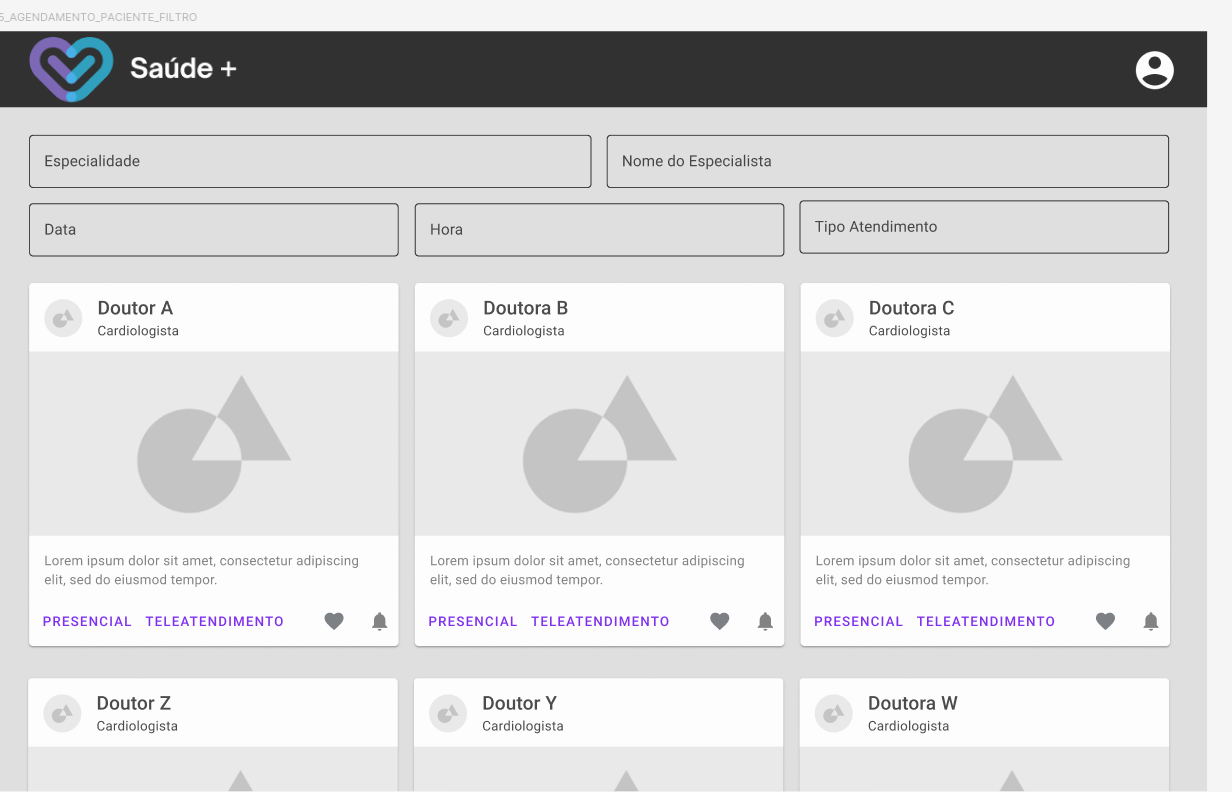 5_AGENDAMENTO_PACIENTE_FILTRO
Saúde +
Especialidade
Nome do Especialista
Data
Hora
Tipo Atendimento
Doutor A
Cardiologista
Lorem ipsum dolor sit amet, consectetur adipiscing
elit, sed do eiusmod tempor.
PRESENCIAL TELEATENDIMENTO
Doutora B
Cardiologista
Lorem ipsum dolor sit amet, consectetur adipiscing
elit, sed do eiusmod tempor.
PRESENCIAL TELEATENDIMENTO
Doutora C
Cardiologista
Lorem ipsum dolor sit amet, consectetur adipiscing
elit, sed do eiusmod tempor.
PRESENCIAL TELEATENDIMENTO
Doutor Z
Cardiologista
Doutor Y
Cardiologista
Doutora W
Cardiologista